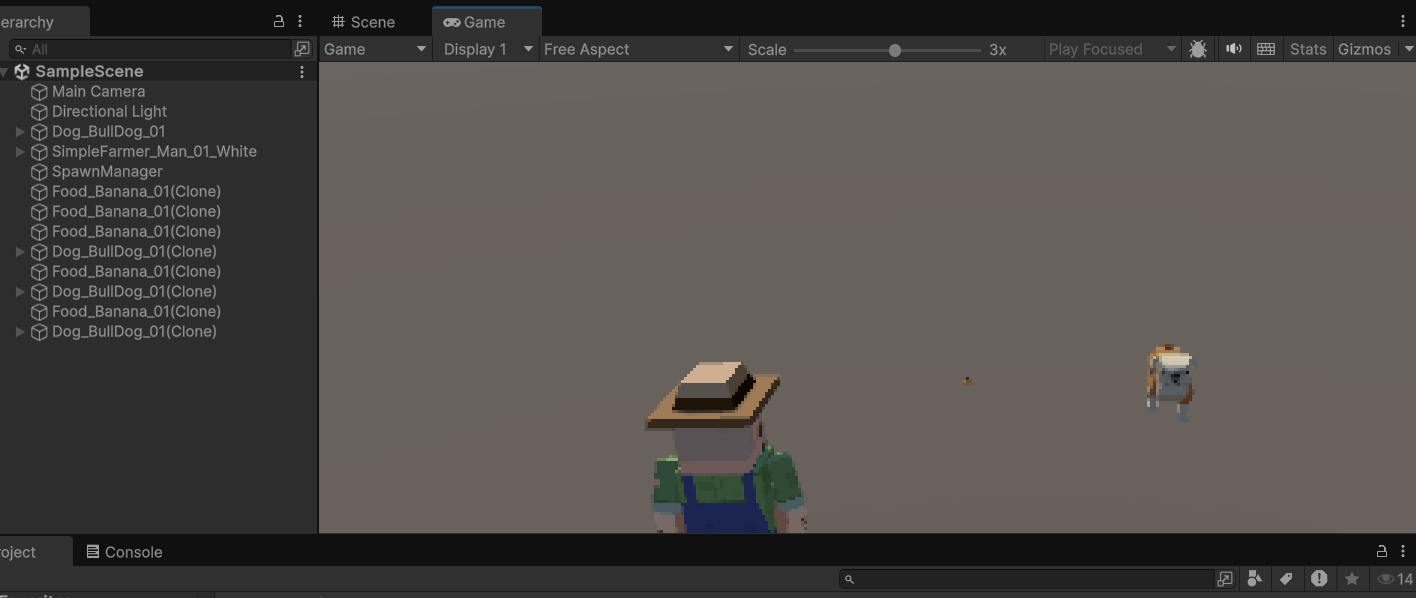 erarchy
Scene
Game
All
Game
Display 1
Free Aspect
Scale
3x
Play Focused
Stats
Gizmos
SampleScene
Main Camera
Directional Light
Dog_BullDog_01
SimpleFarmer_Man_01_White
SpawnManager
Food_Banana_01(Clone)
Food_Banana_01(Clone)
Food_Banana_01(Clone)
Dog_BullDog_01(Clone)
Food_Banana_01(Clone)
Dog_BullDog_01(Clone)
Food_Banana_01(Clone)
Dog_BullDog_01(Clone)
oject
Console
14